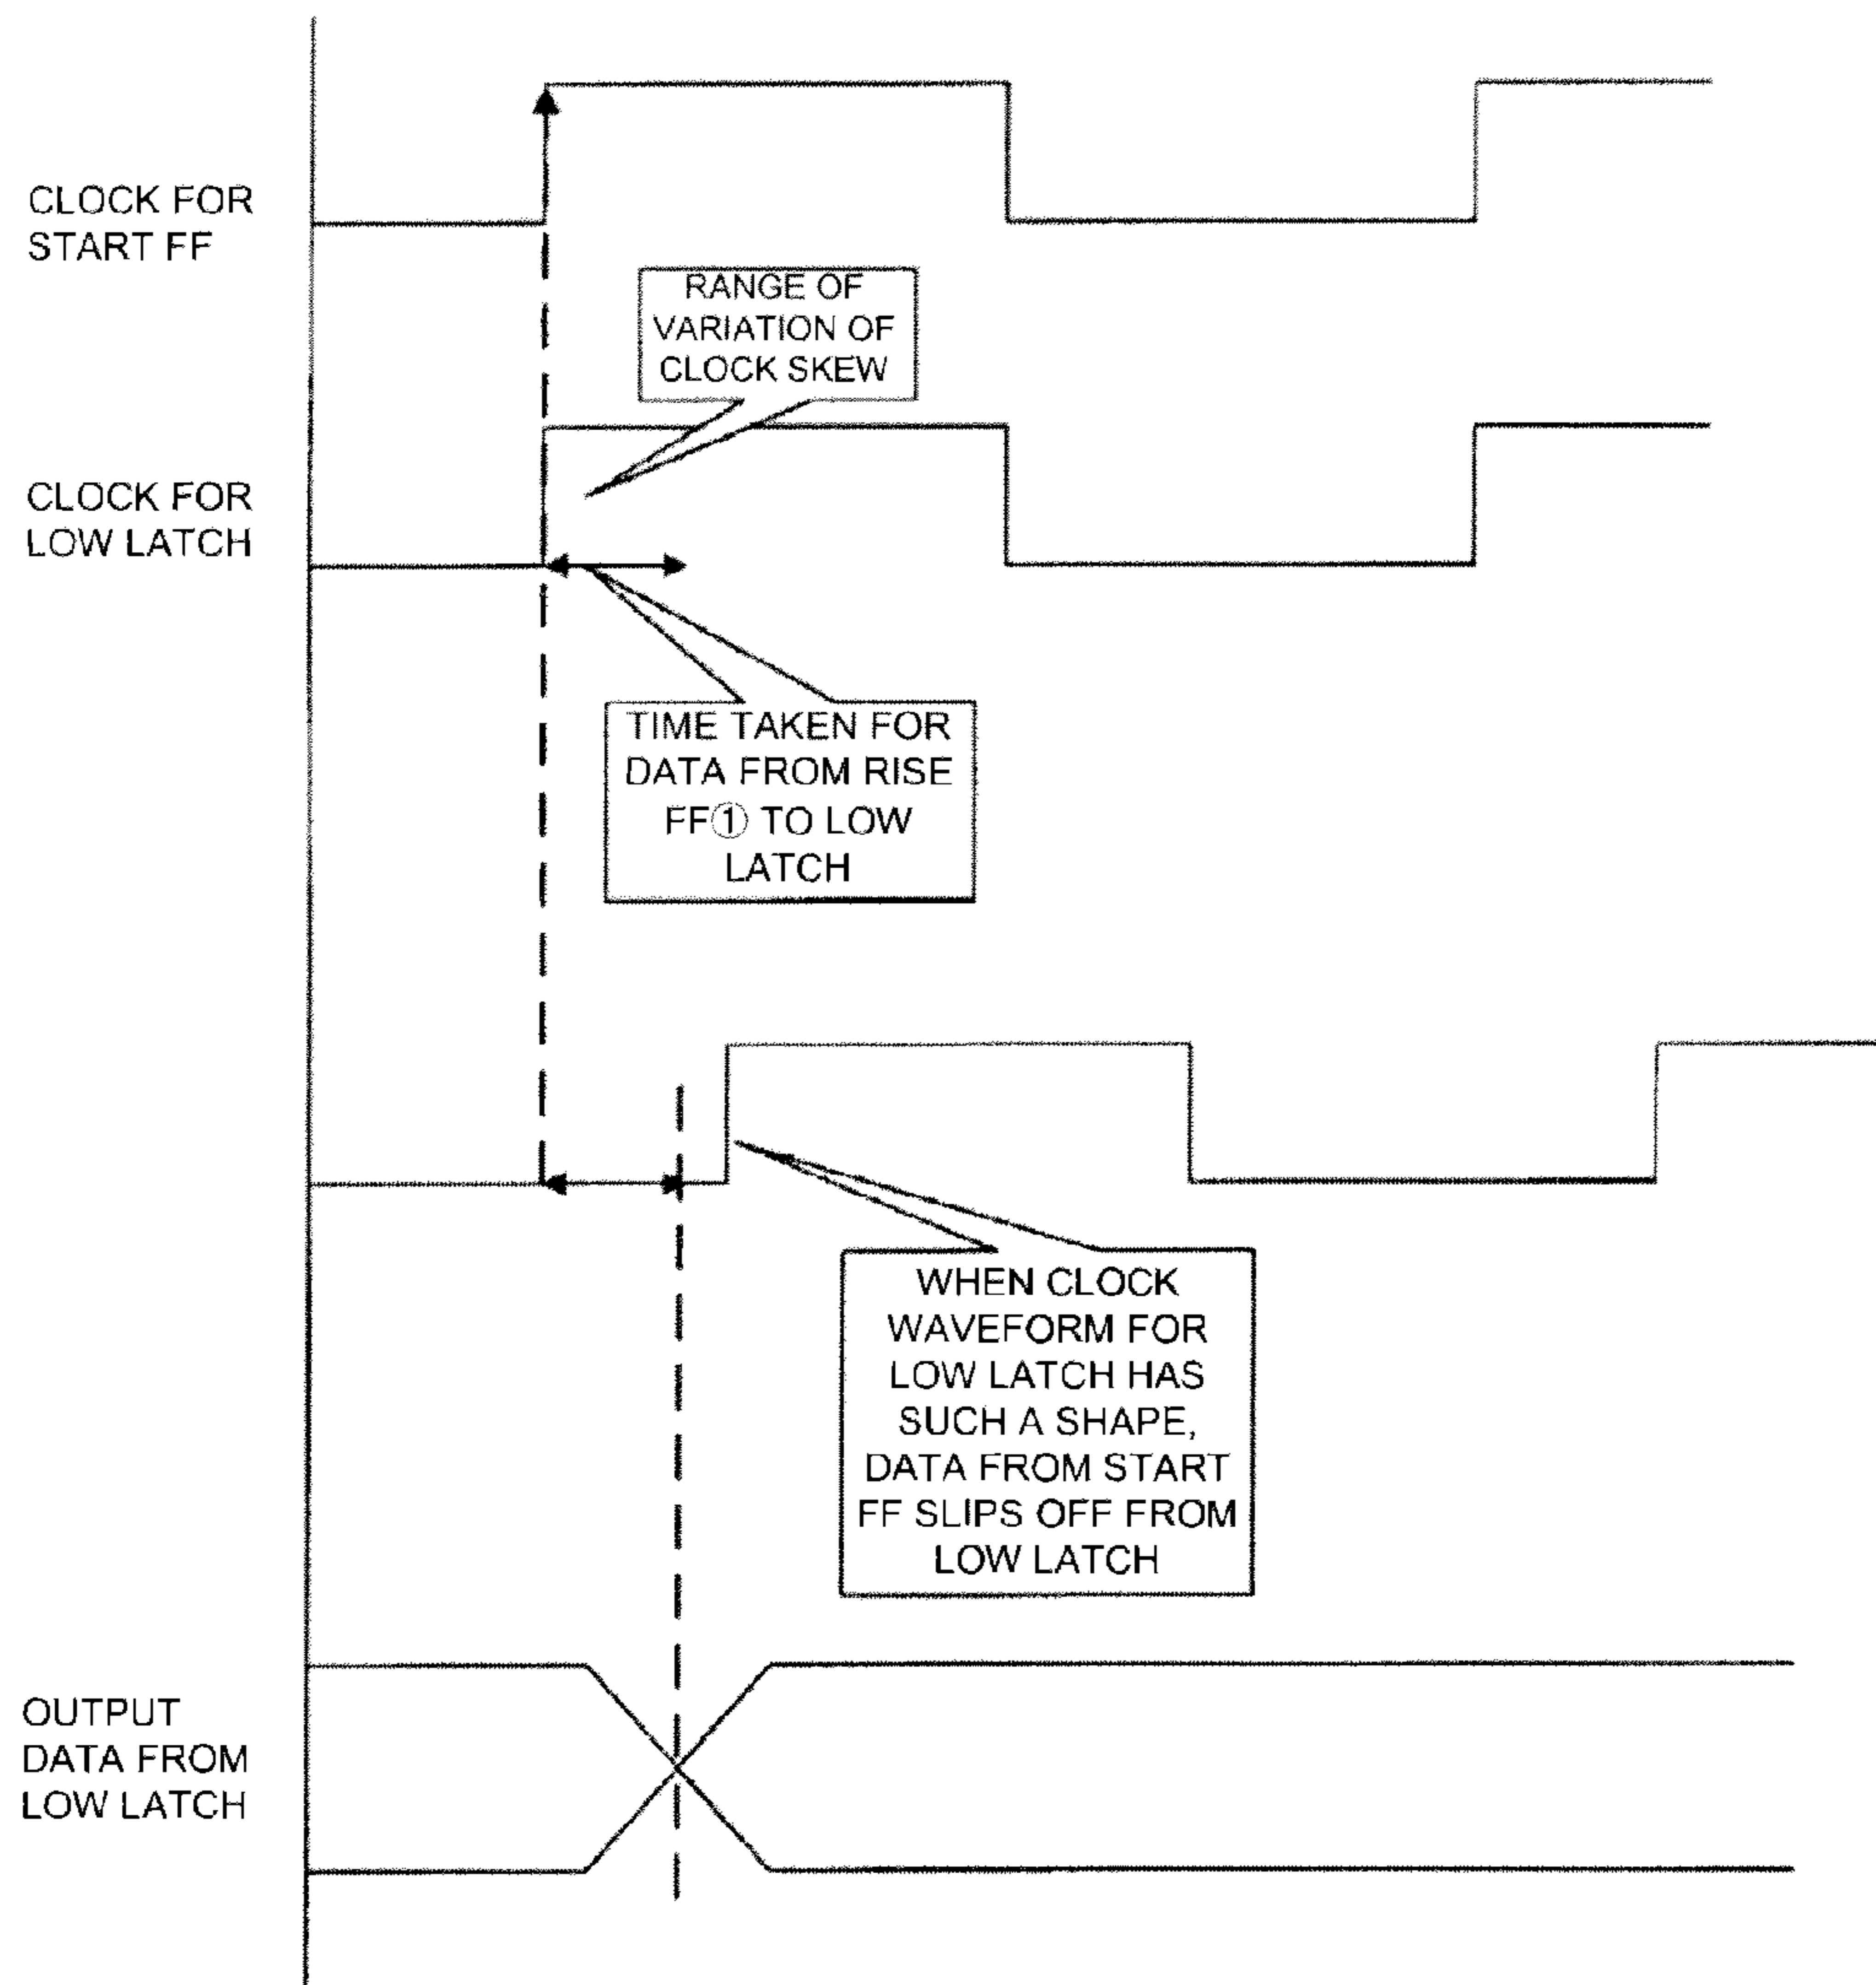 CLOCK FOR
START FF
RANGE OF
VARIATION OF
CLOCK SKEW
CLOCK FOR
LOW LATCH
TIME TAKEN FOR
DATA FROM RISE
FF① TO LOW
LATCH
WHEN CLOCK
WAVEFORM FOR
LOW LATCH HAS
SUCH A SHAPE,
DATA FROM START
FF SLIPS OFF FROM
LOW LATCH
OUTPUT
DATA FROM
LOW LATCH